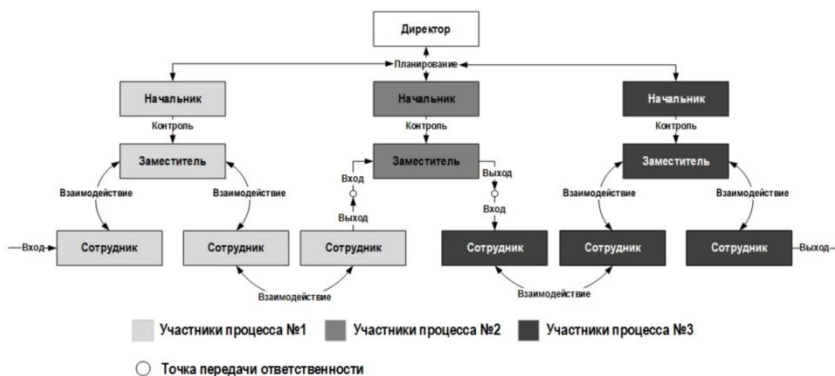 Директор
Планирование
Начальник
Начальник
Начальник
Контроль
Контроль
Контроль
Заместитель
Заместитель
Заместитель
Вход
Выход
Взаимодействие
Взаимодействие
Взаимодействие
Взаимодействие
Выход
Вход
Вход
Сотрудник
Сотрудник
Сотрудник
Сотрудник
Сотрудник
Сотрудник
Выход
Взаимодействие
Взаимодействие
Участники процесса №1
Участники процесса №2
Участники процесса №3
Точка передачи ответственности